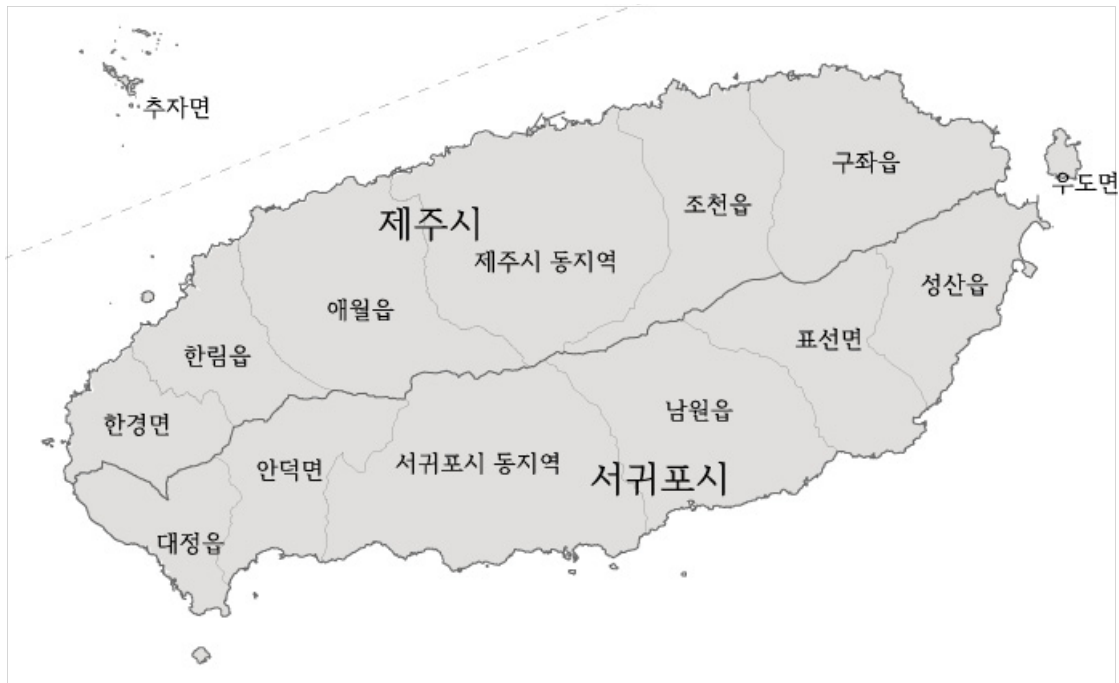 추자면
구좌읍
우도면
조천읍
제주시
제주시 동지역
성산읍
애월읍
표선면
한림읍
남원읍
한경면
안덕면
서귀포시 동지역
서귀포시
대정읍